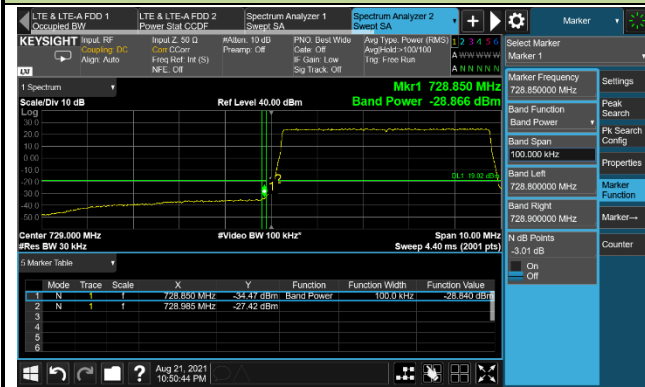 LTE & LTE-A FDD 1
Occupied BW
LTE & LTE-A FDD 2
Power Stat CCDF
Spectrum Analyzer 1
Swept SA
Spectrum Analyzer 2
Swept SA
Marker
KEYSIGHT
Input: RF
Coupling: DC
Align: Auto
Input Z: 50 Ω
Corr CCorr
Freq Ref: Int (S)
NFE: Off
#Atten: 10 dB
Preamp: Off
PNO: Best Wide
Gate: Off
IF Gain: Low
Sig Track: Off
Avg Type: Power (RMS)
Avg|Hold:>100/100
Trig: Free Run
1 2 3 4 5 6
A W W W W W
A N N N N N
LXI
1 Spectrum
Scale/Div 10 dB
Ref Level 40.00 dBm
Mkr1 728.850 MHz
Band Power -28.866 dBm
Log
30.0
20.0
10.0
0.00
-10.0
-20.0
-30.0
-40.0
-50.0
DL1 -19.02 dBm
1
2
Center 729.000 MHz
#Res BW 30 kHz
#Video BW 100 kHz*
Span 10.00 MHz
Sweep 4.40 ms (2001 pts)
5 Marker Table
Mode Trace Scale X Y Function Function Width Function Value
1 N 1 f 728.850 MHz -34.47 dBm Band Power 100.0 kHz -28.840 dBm
2 N 1 f 728.985 MHz -27.42 dBm
3
4
5
6
Aug 21, 2021
10:50:44 PM
Select Marker
Marker 1
Marker Frequency
728.850000 MHz
Band Function
Band Power
Band Span
100.000 kHz
Band Left
728.800000 MHz
Band Right
728.900000 MHz
N dB Points
-3.01 dB
On
Off
Settings
Peak
Search
Pk Search
Config
Properties
Marker
Function
Marker→
Counter